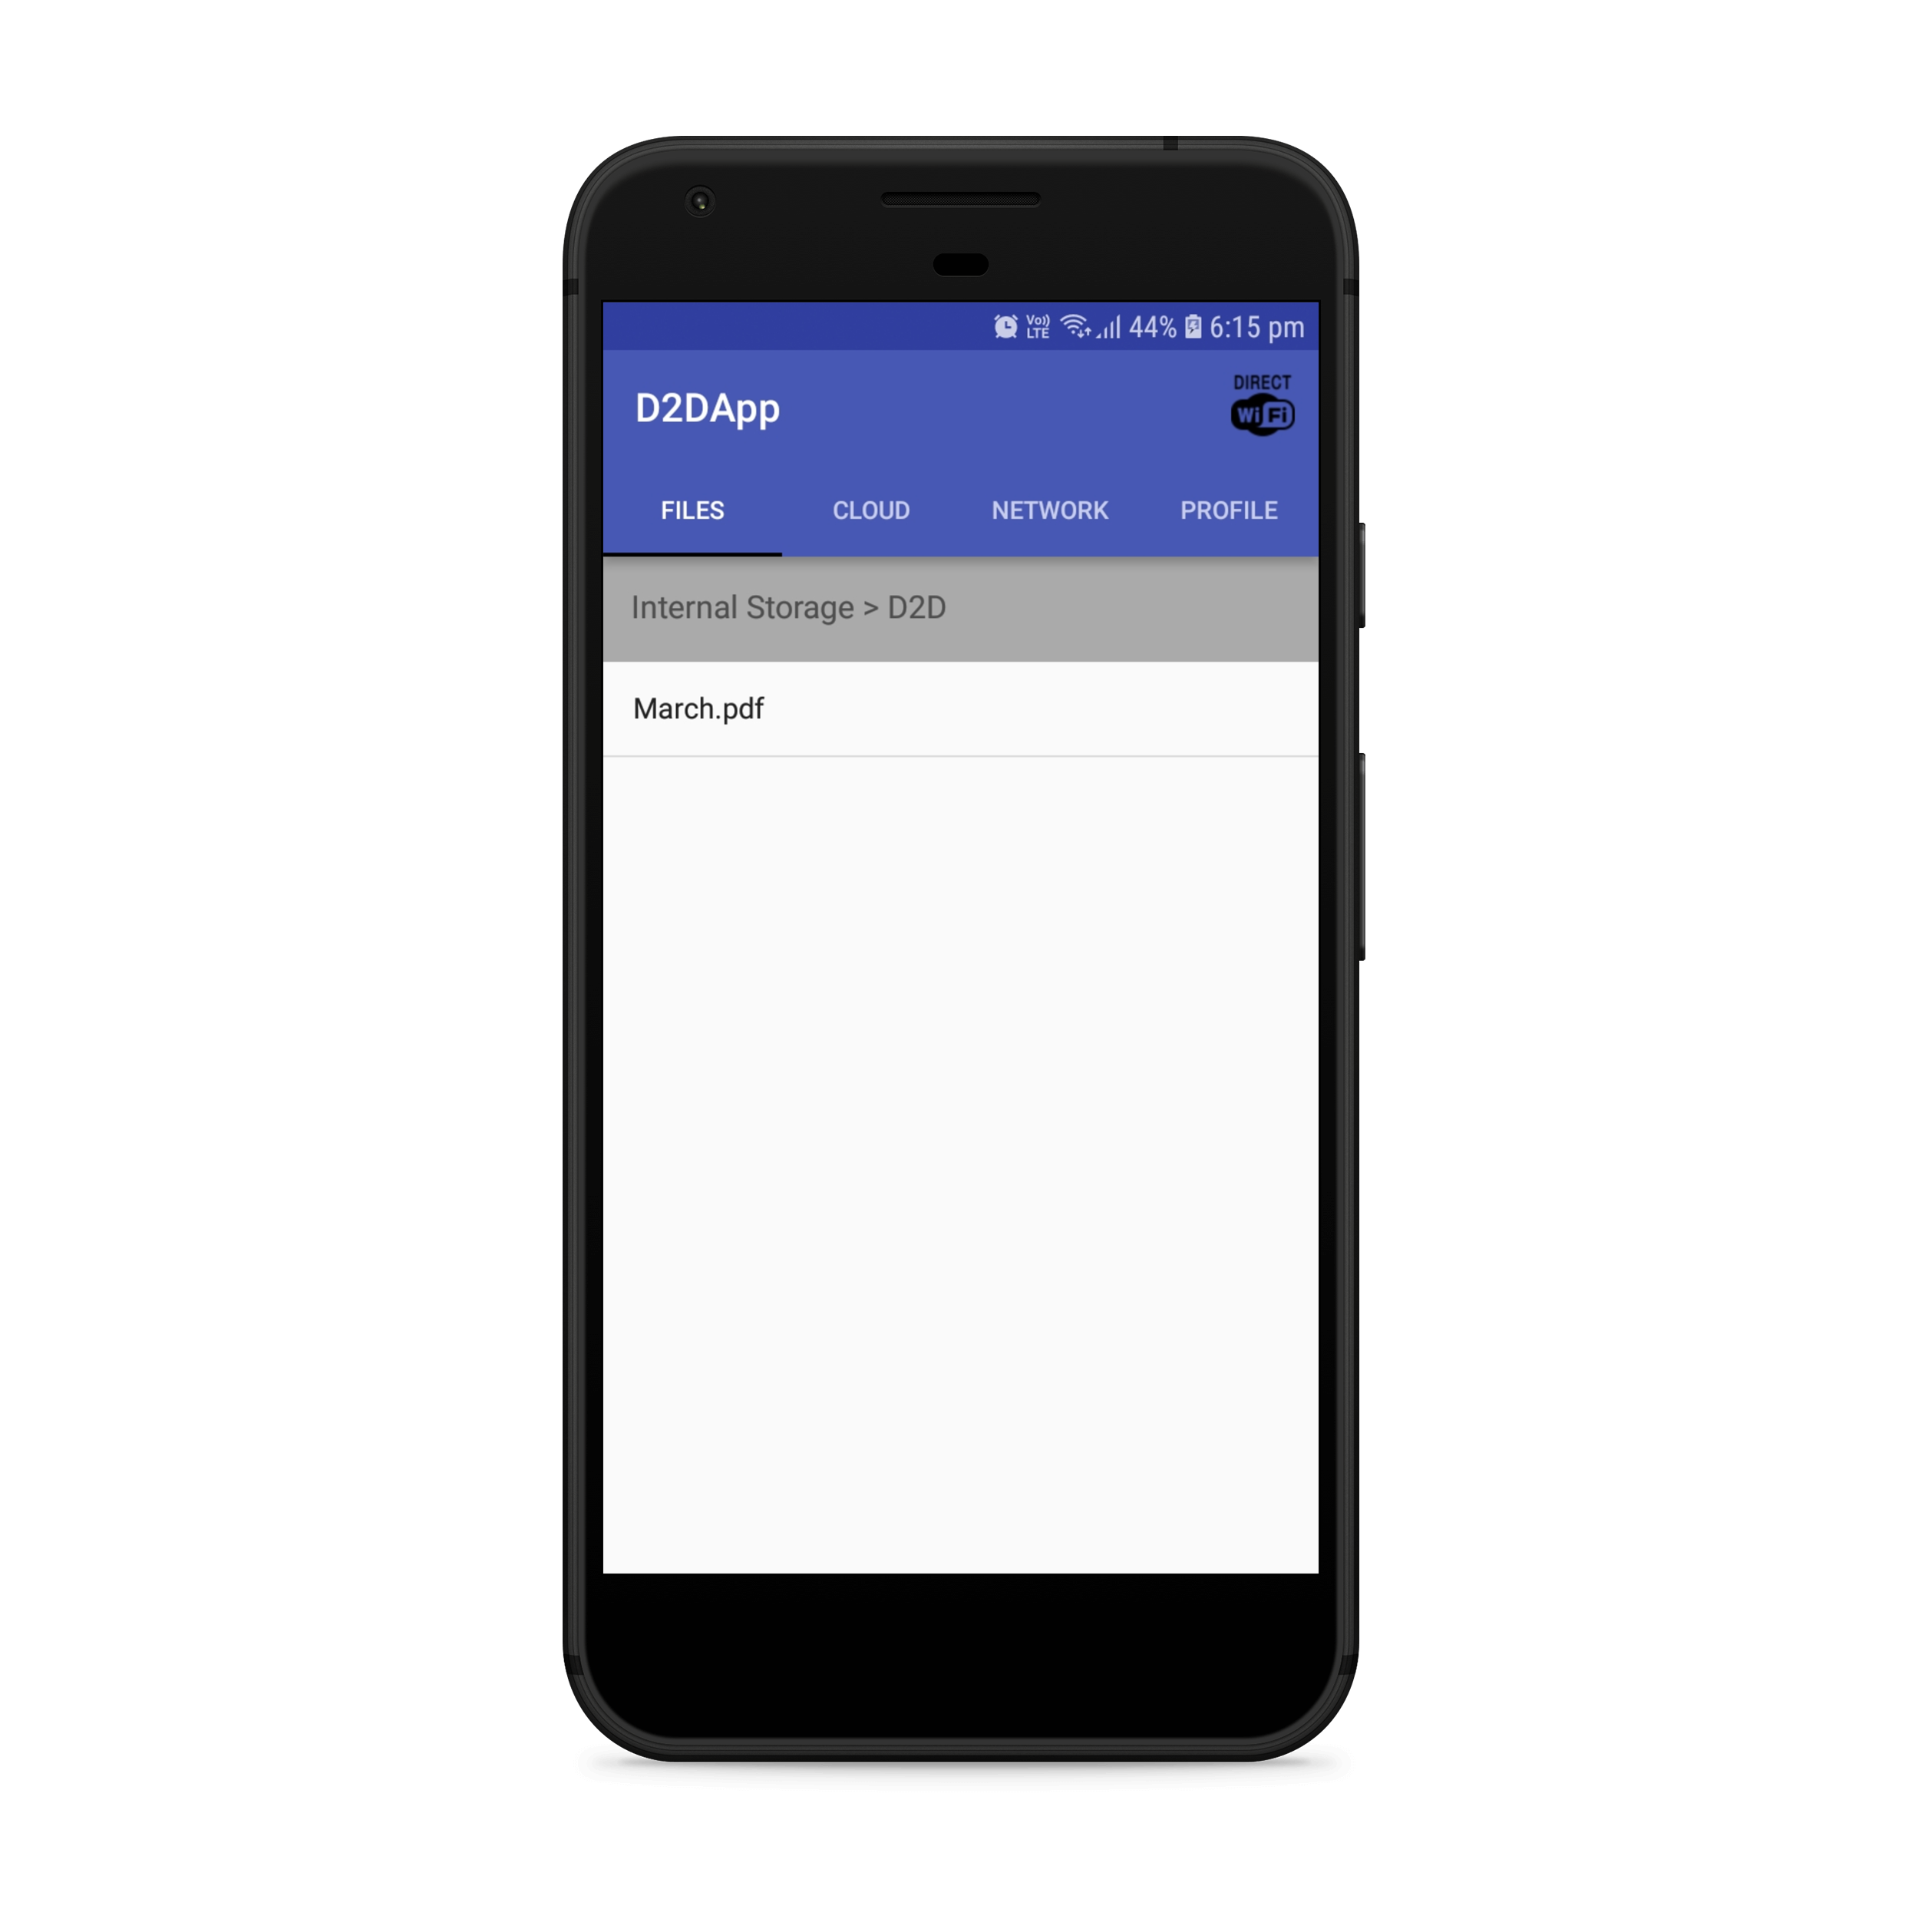 Vo)) LTE 44% 6:15 pm
D2DApp
DIRECT
Wi Fi
FILES CLOUD NETWORK PROFILE
Internal Storage > D2D
March.pdf